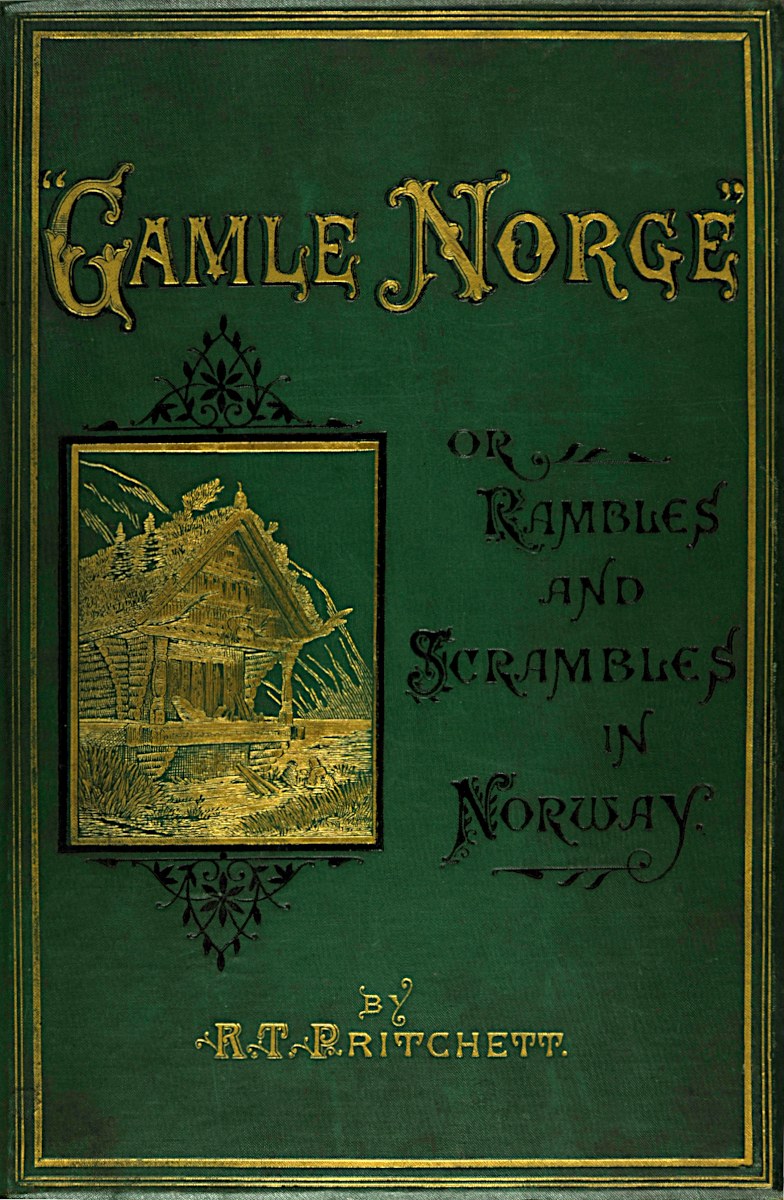 "GAMLE NORGE"
OR
RAMBLES
AND
SCRAMBLES
IN
NORWAY.
BY
R.T. PRITCHETT.